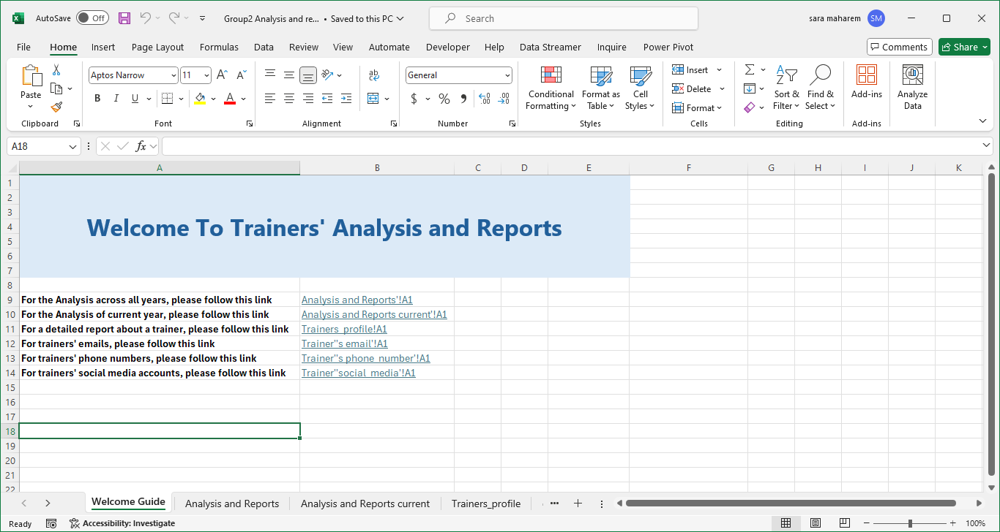 AutoSave Off Group2 Analysis and re... • Saved to this PC Search sara maharem SM
File Home Insert Page Layout Formulas Data Review View Automate Developer Help Data Streamer Inquire Power Pivot Comments Share
Paste
Clipboard
Aptos Narrow 11
B I U A
Font
ab
Alignment
General
$ % 9
Number
Conditional Formatting
Format as Table
Cell Styles
Styles
Insert
Delete
Format
Cells
Sort & Filter
Find & Select
Editing
Add-ins
Add-ins
Analyze Data
A18 fx
A B C D E F G H I J K
1
2
3
4 Welcome To Trainers' Analysis and Reports
5
6
7
8
9 For the Analysis across all years, please follow this link Analysis and Reports'!A1
10 For the Analysis of current year, please follow this link Analysis and Reports current'!A1
11 For a detailed report about a trainer, please follow this link Trainers_profile!A1
12 For trainers' emails, please follow this link Trainer''s email'!A1
13 For trainers' phone numbers, please follow this link Trainer''s phone_number'!A1
14 For trainers' social media accounts, please follow this link Trainer''social_media'!A1
15
16
17
18
19
20
21
22
Welcome Guide Analysis and Reports Analysis and Reports current Trainers_profile ...
Ready Accessibility: Investigate 100%